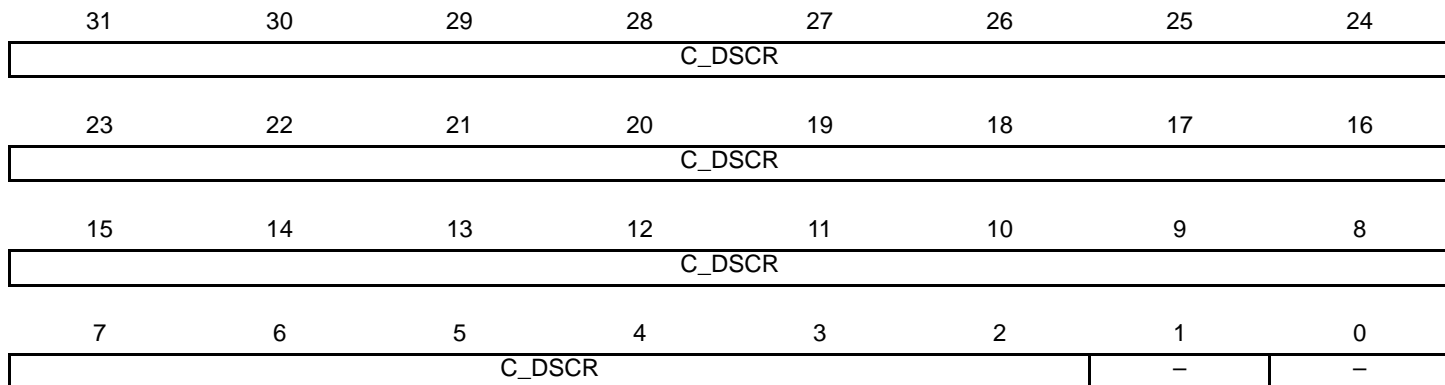 31 30 29 28 27 26 25 24
C_DSCR
23 22 21 20 19 18 17 16
C_DSCR
15 14 13 12 11 10 9 8
C_DSCR
7 6 5 4 3 2 1 0
C_DSCR – –